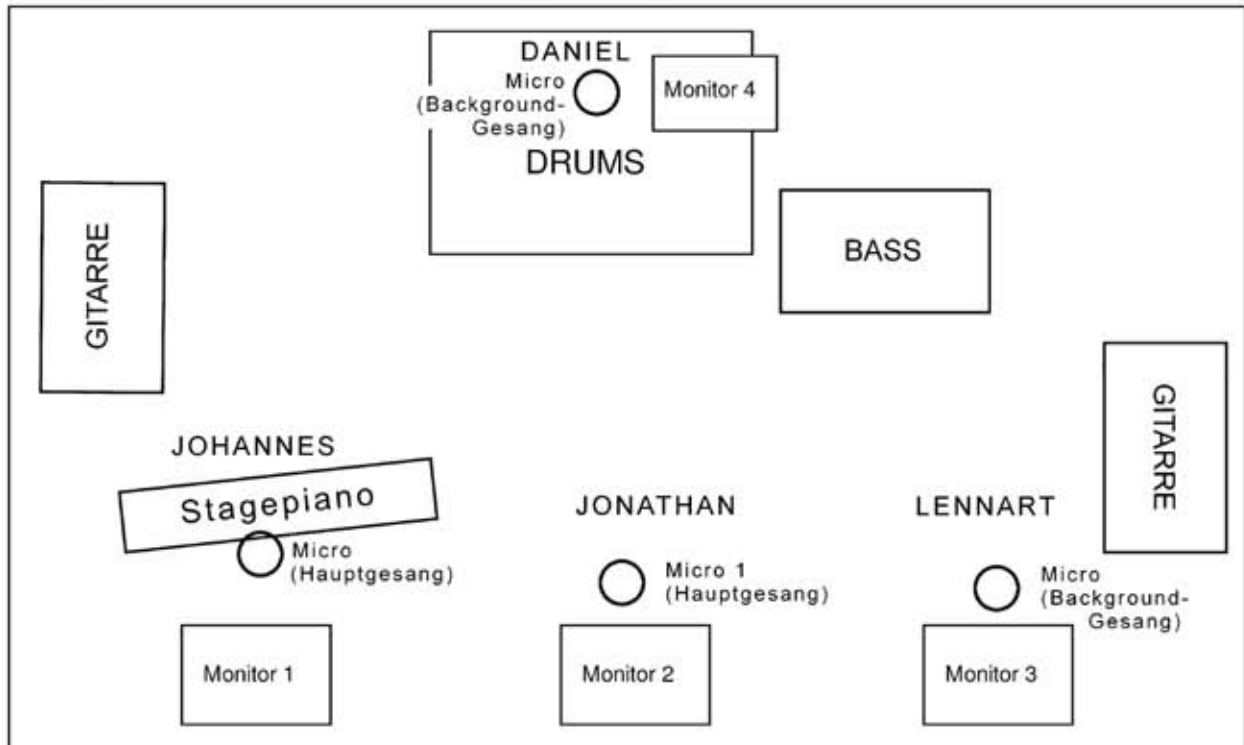 DANIEL
Micro
(Background-
Gesang)
Monitor 4
DRUMS
GITARRE
BASS
GITARRE
JOHANNES
Stagepiano
Micro
(Hauptgesang)
JONATHAN
Micro 1
(Hauptgesang)
LENNART
Micro
(Background-
Gesang)
Monitor 1
Monitor 2
Monitor 3